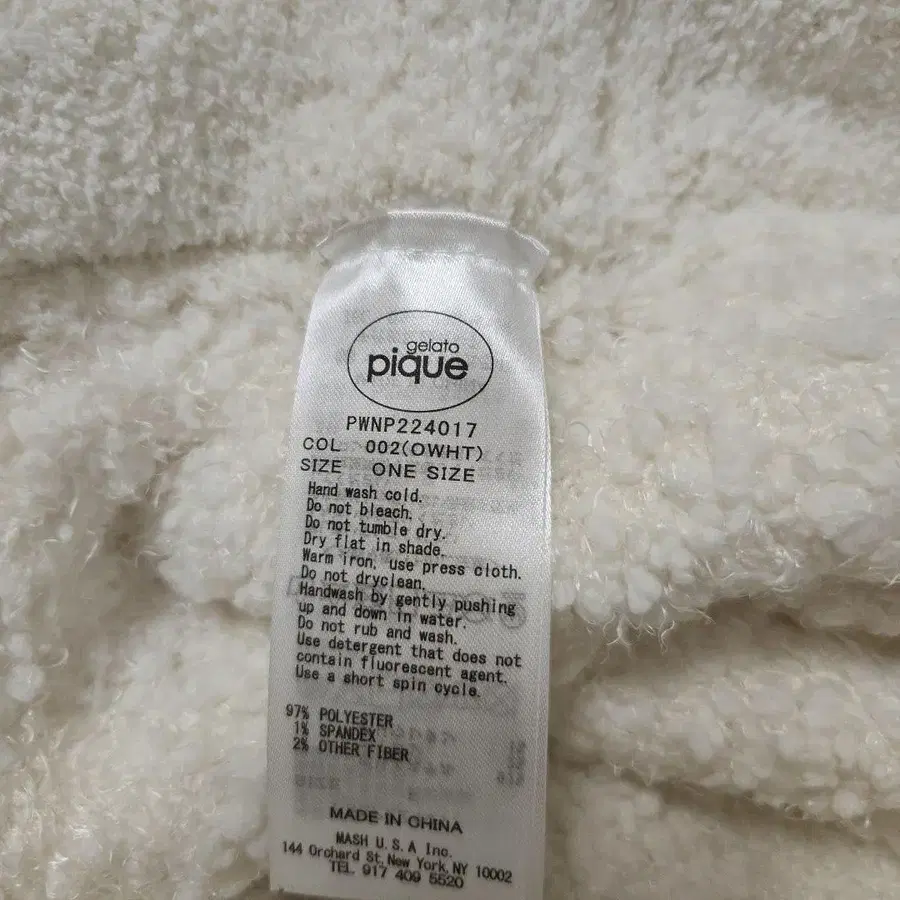 gelato
pique
PWNP224017
COL 002(OWHT)
SIZE ONE SIZE
Hand wash cold.
Do not bleach.
Do not tumble dry.
Dry flat in shade.
Warm iron, use press cloth.
Do not dryclean.
Handwash by gently pushing
up and down in water.
Do not rub and wash.
Use detergent that does not
contain fluorescent agent.
Use a short spin cycle.
97% POLYESTER
1% SPANDEX
2% OTHER FIBER
MADE IN CHINA
MASH U.S.A Inc.
144 Orchard St, New York, NY 10002
TEL 917 409 5520